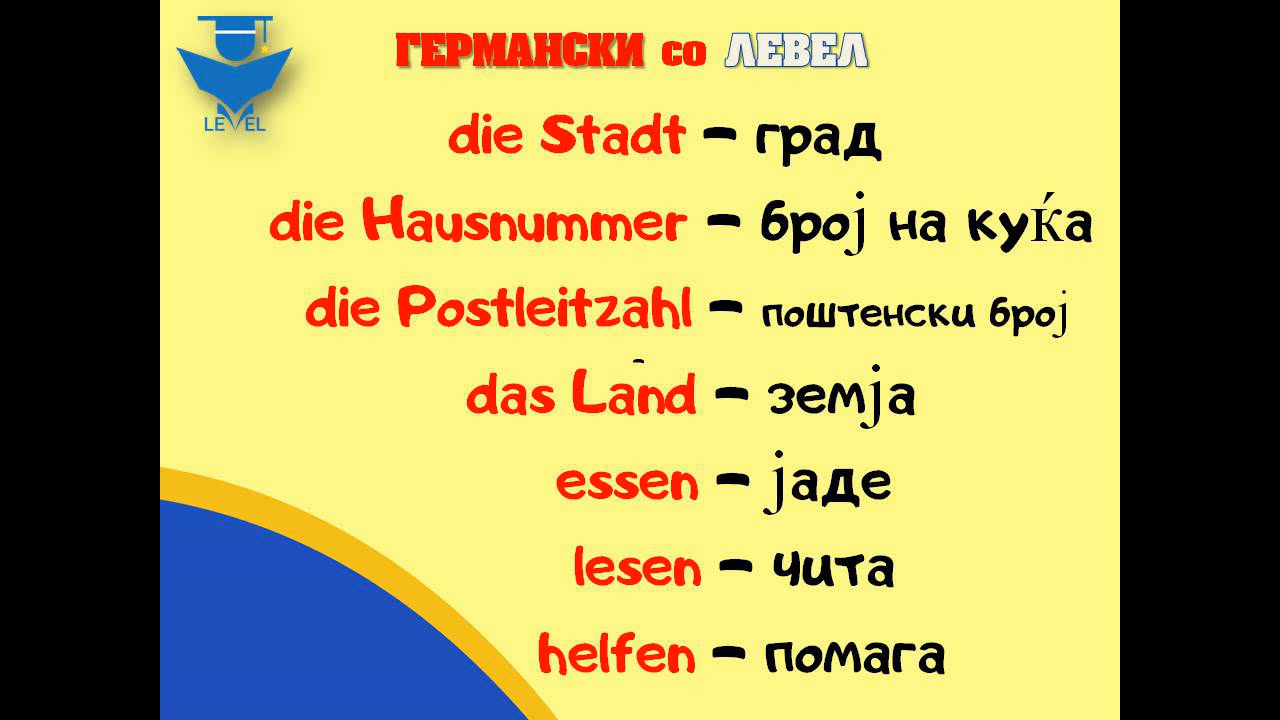 LEVEL
ГЕРМАНСКИ со ЛЕВЕЛ
die Stadt – град
die Hausnummer – број на куќа
die Postleitzahl – поштенски број
das Land – земја
essen – јаде
lesen – чита
helfen – помага